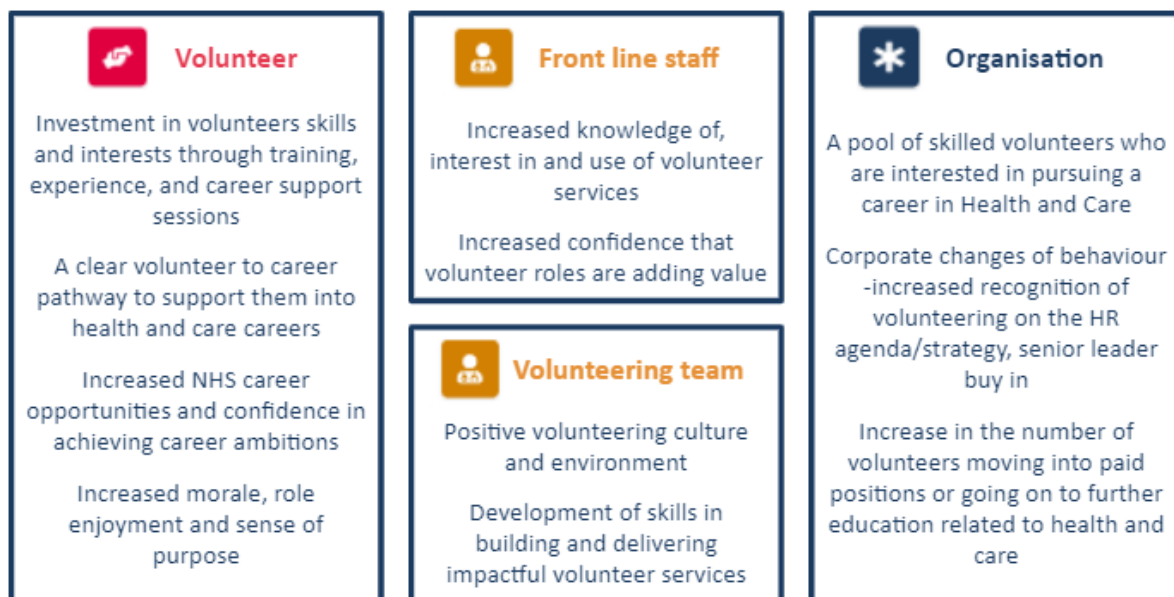 Volunteer
Investment in volunteers skills
and interests through training,
experience, and career support
sessions
A clear volunteer to career
pathway to support them into
health and care careers
Increased NHS career
opportunities and confidence in
achieving career ambitions
Increased morale, role
enjoyment and sense of
purpose
Front line staff
Increased knowledge of,
interest in and use of volunteer
services
Increased confidence that
volunteer roles are adding value
Volunteering team
Positive volunteering culture
and environment
Development of skills in
building and delivering
impactful volunteer services
Organisation
A pool of skilled volunteers who
are interested in pursuing a
career in Health and Care
Corporate changes of behaviour
-increased recognition of
volunteering on the HR
agenda/strategy, senior leader
buy in
Increase in the number of
volunteers moving into paid
positions or going on to further
education related to health and
care